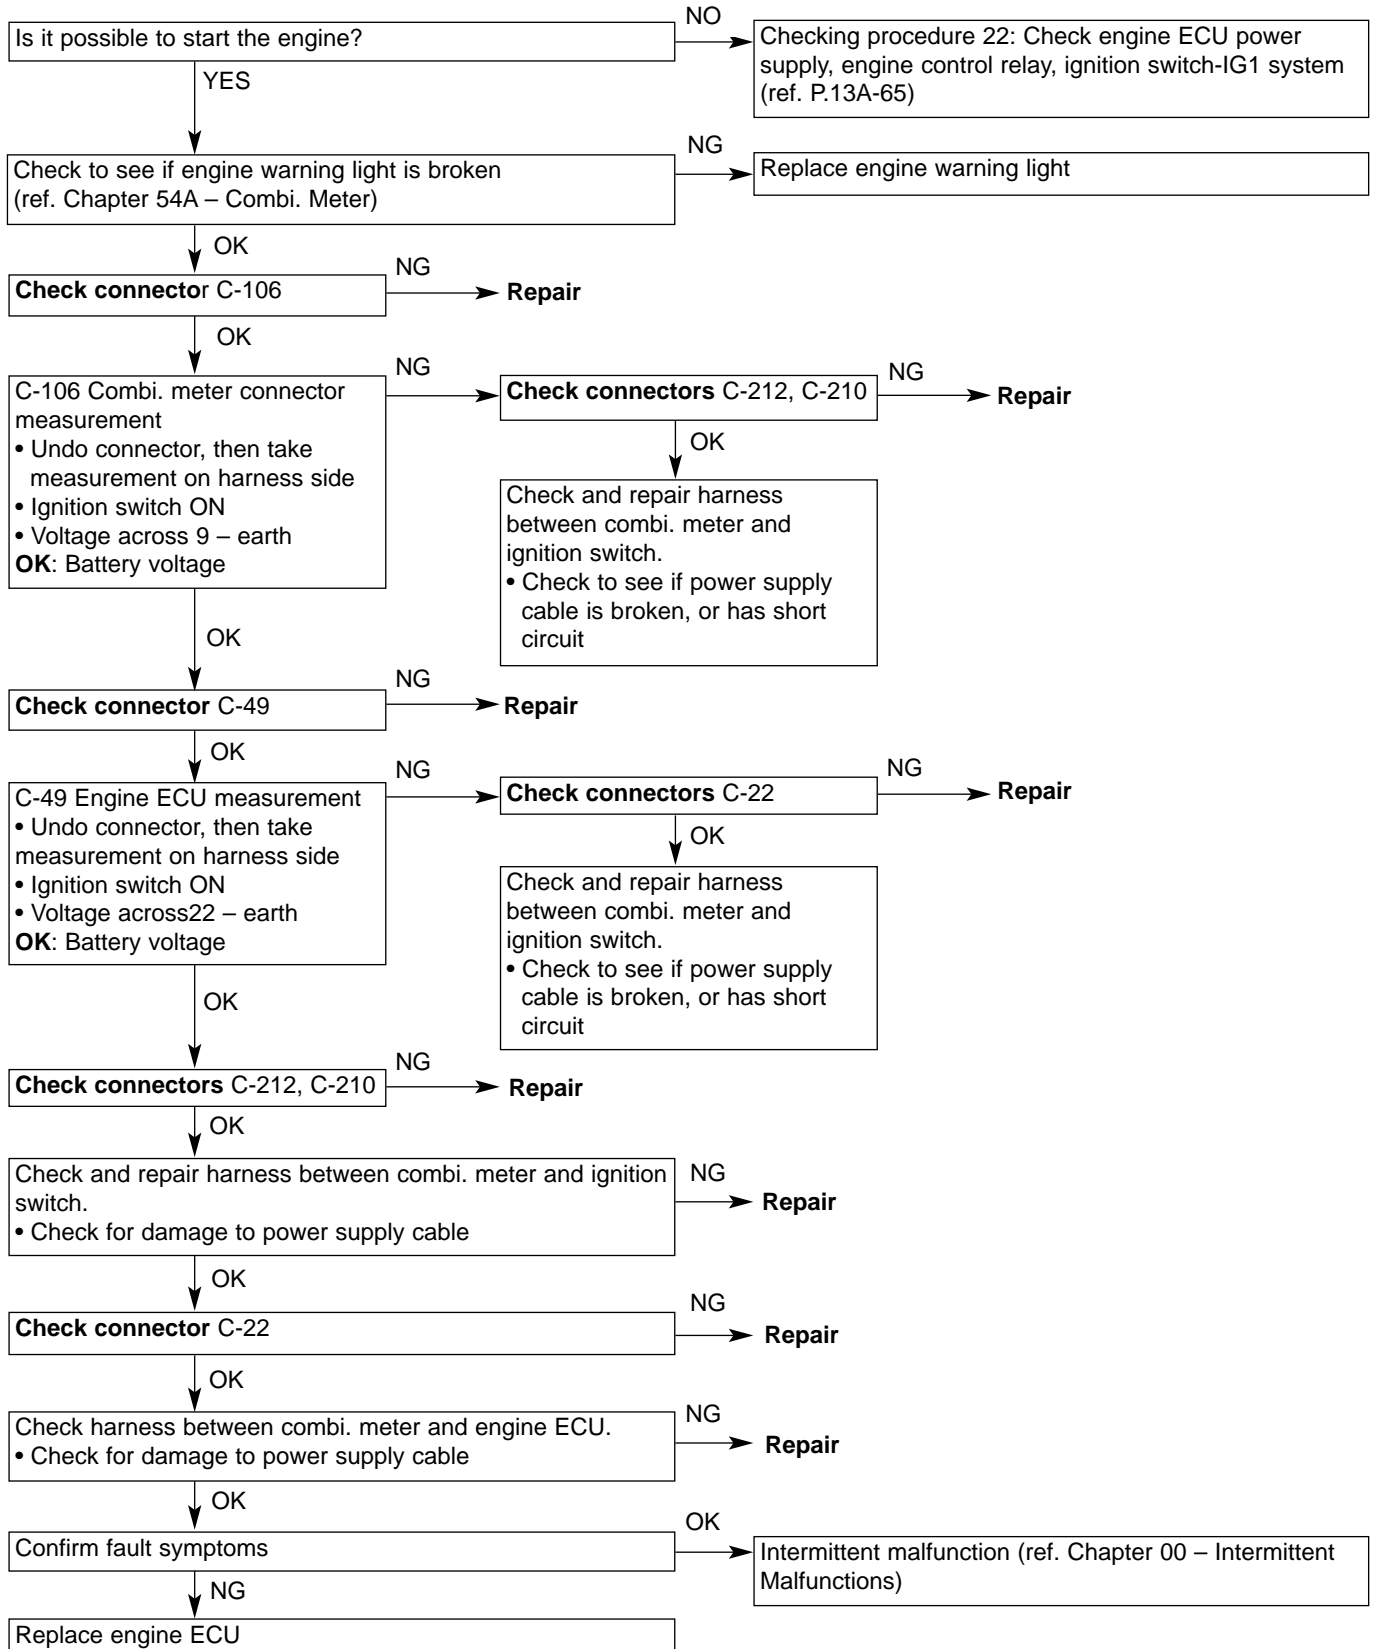 Is it possible to start the engine?
NO
Checking procedure 22: Check engine ECU power
supply, engine control relay, ignition switch-IG1 system
(ref. P.13A-65)
YES
Check to see if engine warning light is broken
(ref. Chapter 54A – Combi. Meter)
NG
Replace engine warning light
OK
Check connector C-106
NG
Repair
OK
C-106 Combi. meter connector
measurement
• Undo connector, then take
measurement on harness side
• Ignition switch ON
• Voltage across 9 – earth
OK: Battery voltage
NG
Check connectors C-212, C-210
NG
Repair
OK
Check and repair harness
between combi. meter and
ignition switch.
• Check to see if power supply
cable is broken, or has short
circuit
OK
Check connector C-49
NG
Repair
OK
C-49 Engine ECU measurement
• Undo connector, then take
measurement on harness side
• Ignition switch ON
• Voltage across22 – earth
OK: Battery voltage
NG
Check connectors C-22
NG
Repair
OK
Check and repair harness
between combi. meter and
ignition switch.
• Check to see if power supply
cable is broken, or has short
circuit
OK
Check connectors C-212, C-210
NG
Repair
OK
Check and repair harness between combi. meter and ignition
switch.
• Check for damage to power supply cable
NG
Repair
OK
Check connector C-22
NG
Repair
OK
Check harness between combi. meter and engine ECU.
• Check for damage to power supply cable
NG
Repair
OK
Confirm fault symptoms
OK
Intermittent malfunction (ref. Chapter 00 – Intermittent
Malfunctions)
NG
Replace engine ECU